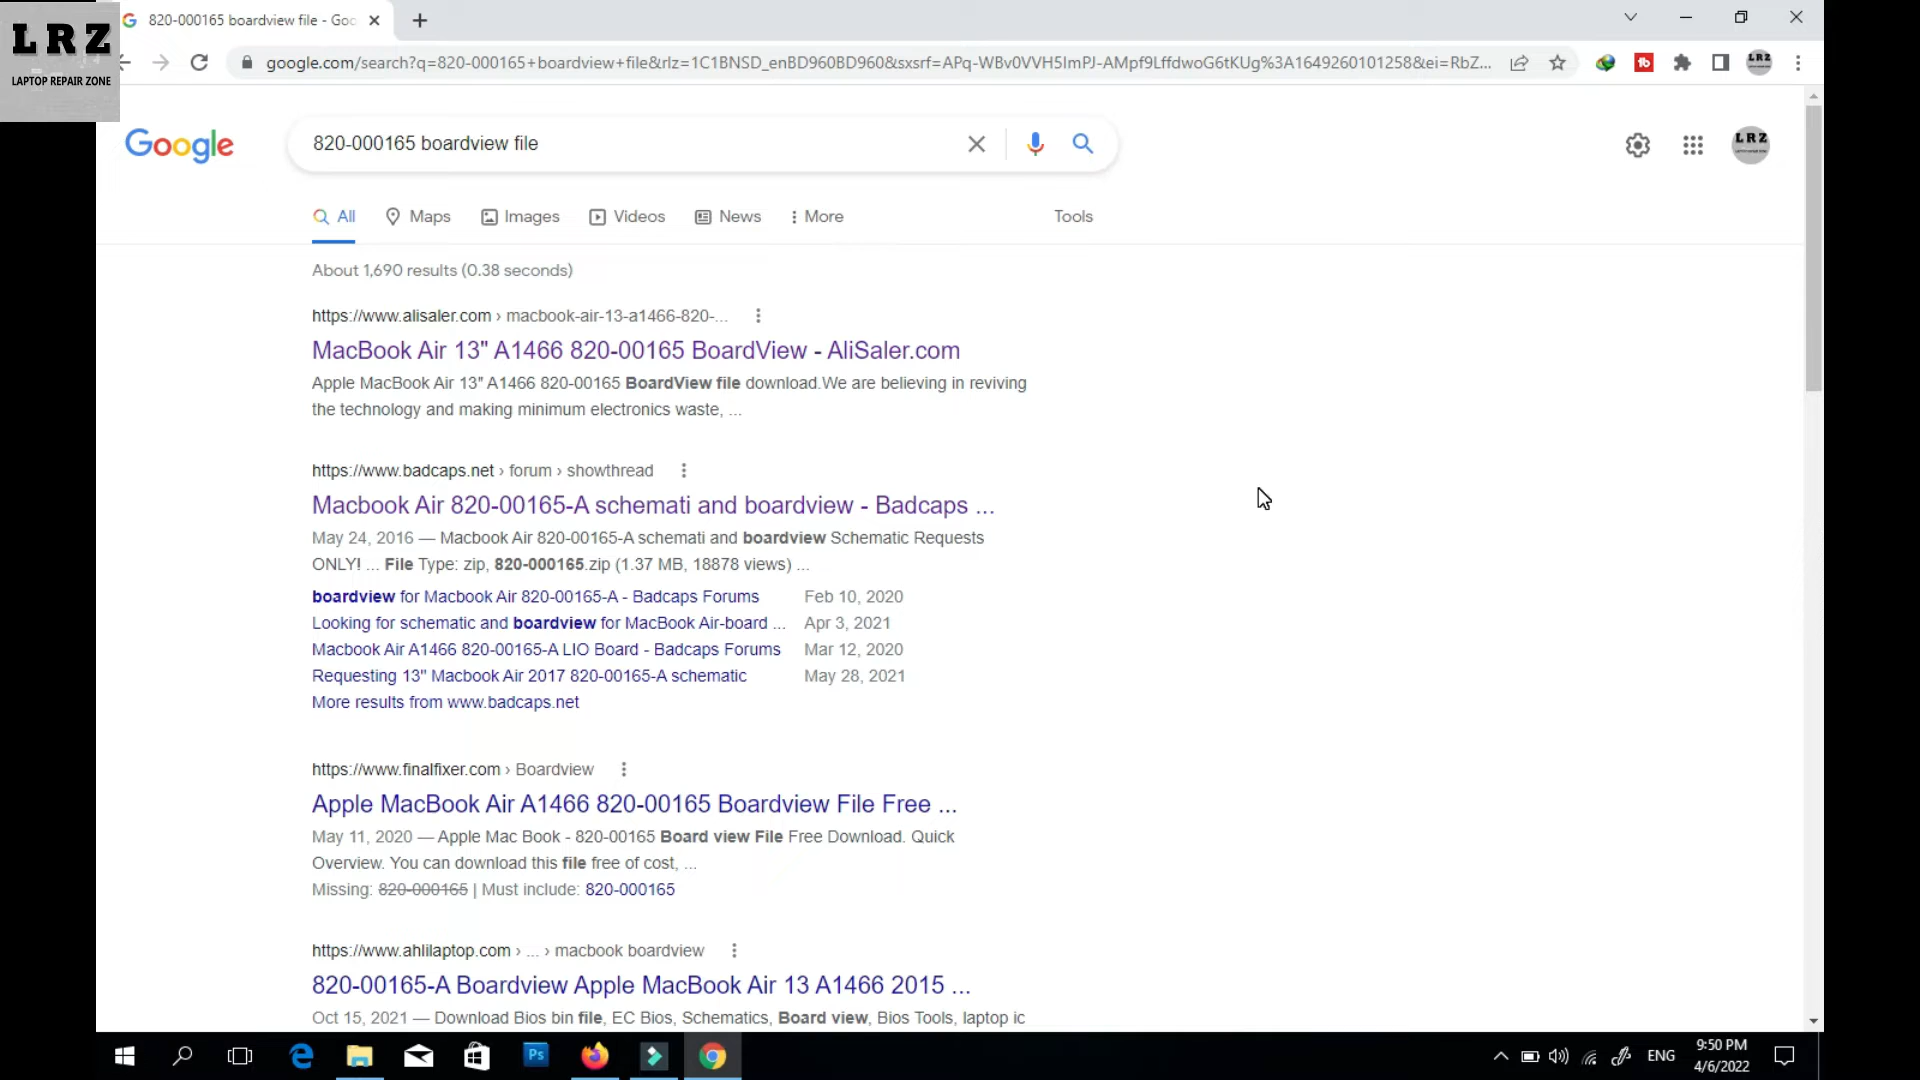 820-000165 boardview file - Goo
LRZ
LAPTOP REPAIR ZONE
google.com/search?q=820-000165+boardview+file&rlz=1C1BNSD_enBD960BD960&sxsrf=APq-WBv0VVH5ImPJ-AMpf9LffdwoG6tKUg%3A1649260101258&ei=RbZ...
LRZ
Google
820-000165 boardview file
LRZ
All Maps Images Videos News More Tools
About 1,690 results (0.38 seconds)
https://www.alisaler.com › macbook-air-13-a1466-820-...
MacBook Air 13" A1466 820-00165 BoardView - AliSaler.com
Apple MacBook Air 13" A1466 820-00165 BoardView file download.We are believing in reviving
the technology and making minimum electronics waste, ...
https://www.badcaps.net › forum › showthread
Macbook Air 820-00165-A schemati and boardview - Badcaps ...
May 24, 2016 — Macbook Air 820-00165-A schemati and boardview Schematic Requests
ONLY! ... File Type: zip, 820-000165.zip (1.37 MB, 18878 views) ...
boardview for Macbook Air 820-00165-A - Badcaps Forums Feb 10, 2020
Looking for schematic and boardview for MacBook Air-board ... Apr 3, 2021
Macbook Air A1466 820-00165-A LIO Board - Badcaps Forums Mar 12, 2020
Requesting 13" Macbook Air 2017 820-00165-A schematic May 28, 2021
More results from www.badcaps.net
https://www.finalfixer.com › Boardview
Apple MacBook Air A1466 820-00165 Boardview File Free ...
May 11, 2020 — Apple Mac Book - 820-00165 Board view File Free Download. Quick
Overview. You can download this file free of cost, ...
Missing: 820-000165 | Must include: 820-000165
https://www.ahlilaptop.com › ... › macbook boardview
820-00165-A Boardview Apple MacBook Air 13 A1466 2015 ...
Oct 15, 2021 — Download Bios bin file, EC Bios, Schematics, Board view, Bios Tools, laptop ic
Ps
ENG
9:50 PM
4/6/2022